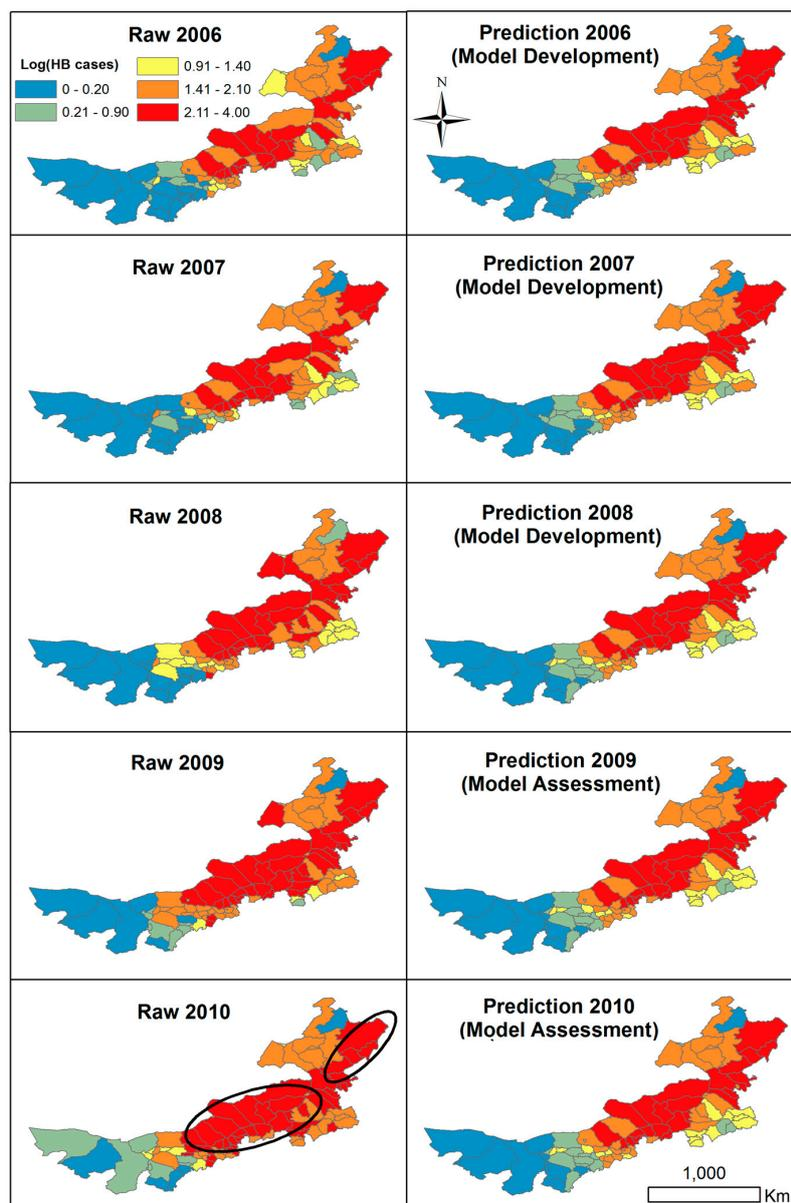 Raw 2006
Log(HB cases)
0 - 0.20
0.21 - 0.90
0.91 - 1.40
1.41 - 2.10
2.11 - 4.00
Prediction 2006
(Model Development)
N
Raw 2007
Prediction 2007
(Model Development)
Raw 2008
Prediction 2008
(Model Development)
Raw 2009
Prediction 2009
(Model Assessment)
Raw 2010
Prediction 2010
(Model Assessment)
1,000
Km